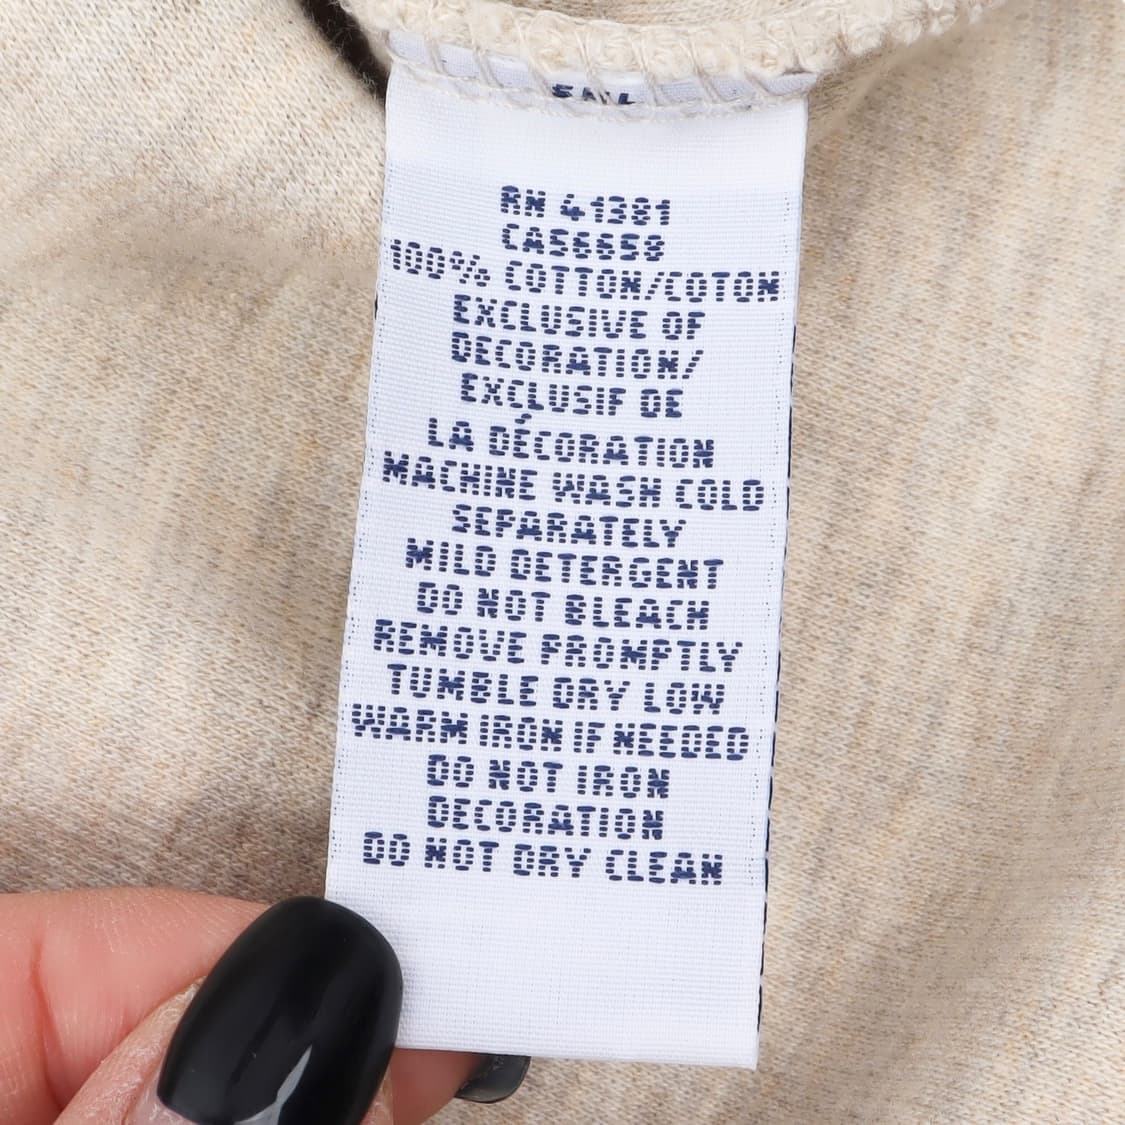 RN 41381
CA56658
100% COTTON/COTON
EXCLUSIVE OF
DECORATION/
EXCLUSIF DE
LA DÉCORATION
MACHINE WASH COLD
SEPARATELY
MILD DETERGENT
DO NOT BLEACH
REMOVE PROMPTLY
TUMBLE DRY LOW
WARM IRON IF NEEDED
DO NOT IRON
DECORATION
DO NOT DRY CLEAN